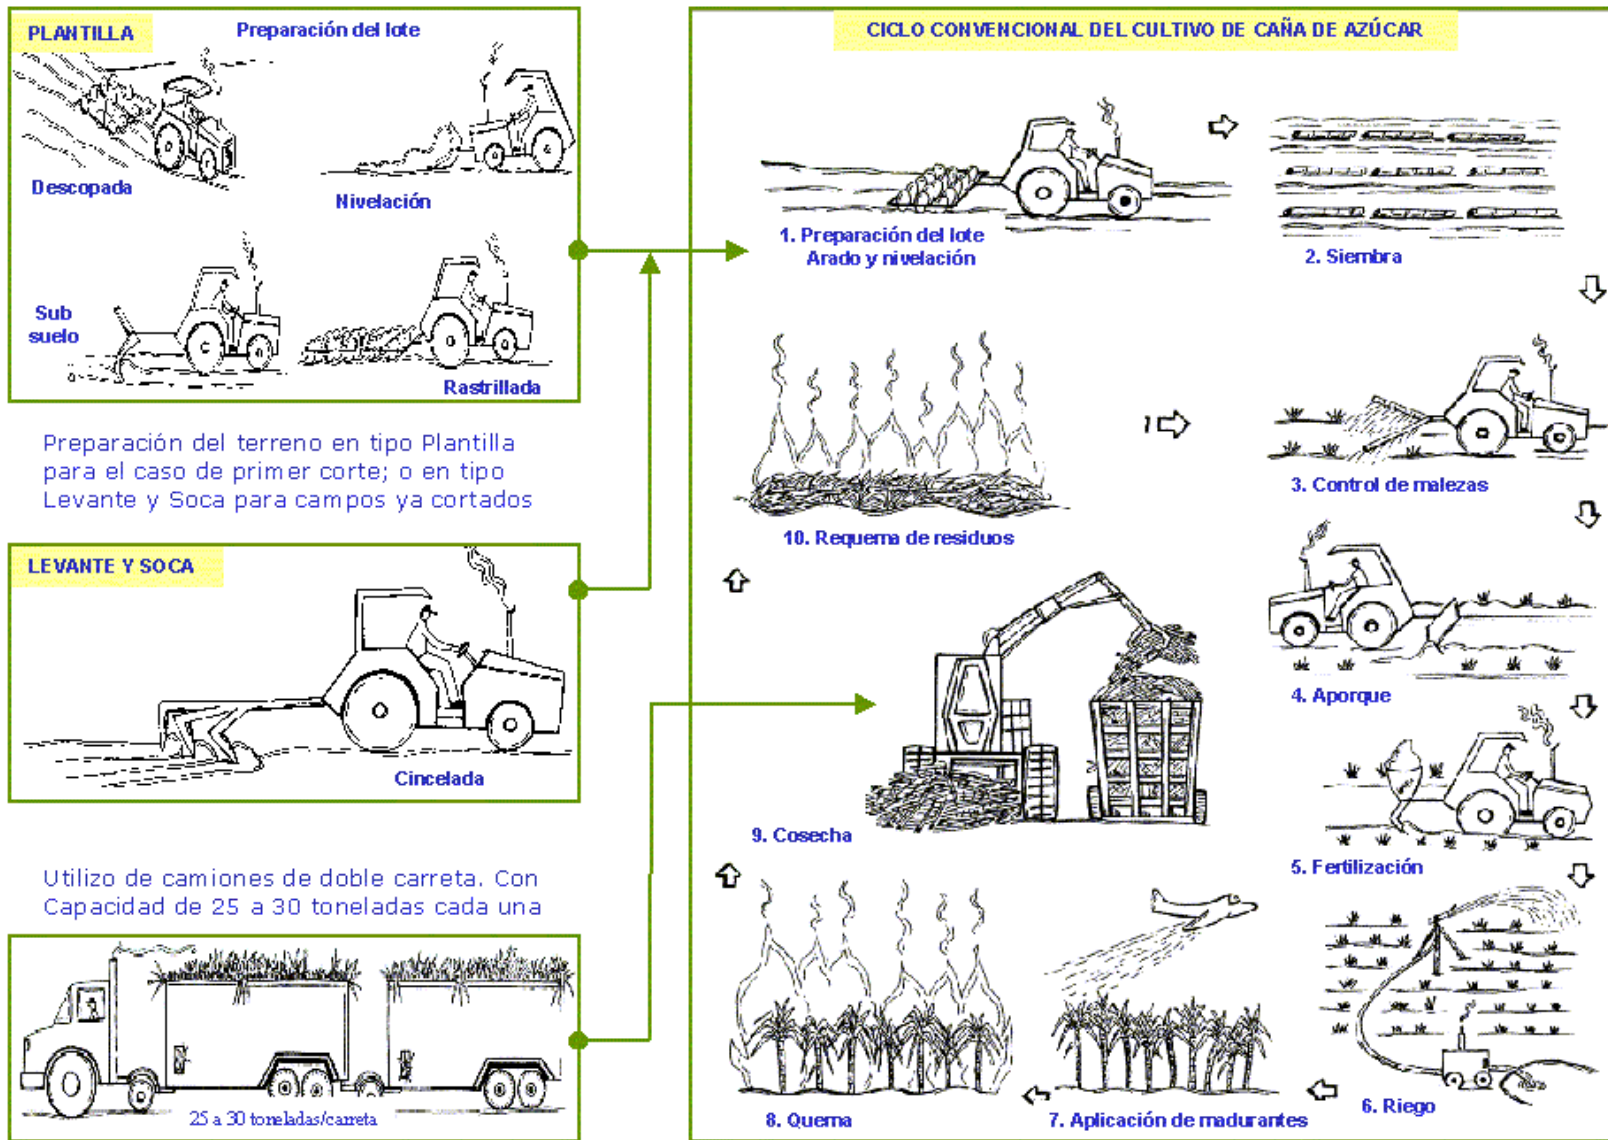 PLANTILLA
Preparación del lote
Descopada
Nivelación
Sub
suelo
Rastrillada
Preparación del terreno en tipo Plantilla
para el caso de primer corte; o en tipo
Levante y Soca para campos ya cortados
LEVANTE Y SOCA
Cincelada
Utilizo de camiones de doble carreta. Con
Capacidad de 25 a 30 toneladas cada una
25 a 30 toneladas/carreta
CICLO CONVENCIONAL DEL CULTIVO DE CAÑA DE AZÚCAR
1. Preparación del lote
Arado y nivelación
2. Siembra
3. Control de malezas
4. Aporque
5. Fertilización
6. Riego
7. Aplicación de madurantes
8. Quema
9. Cosecha
10. Requema de residuos